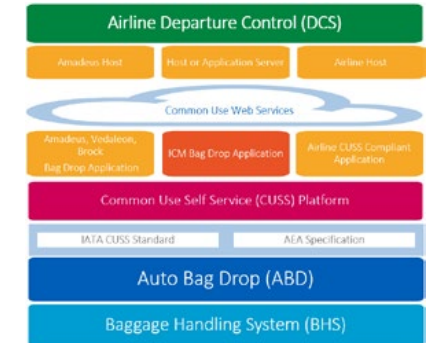 Airline Departure Control (DCS)
Amadeus Host
Host or Application Server
Airline Host
Common Use Web Services
Amadeus, Vedaleon,
Brock
Bag Drop Application
ICM Bag Drop Application
Airline CUSS Compliant
Application
Common Use Self Service (CUSS) Platform
IATA CUSS Standard
AEA Specification
Auto Bag Drop (ABD)
Baggage Handling System (BHS)